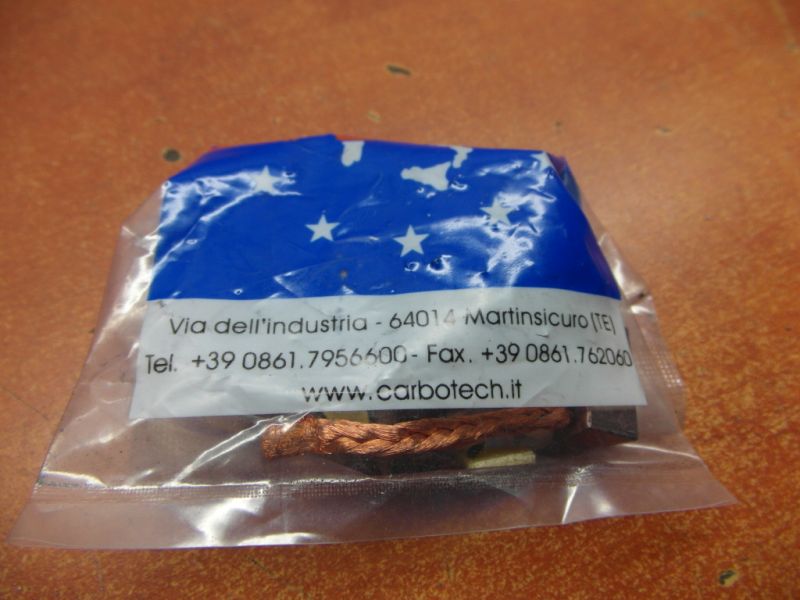 Via dell'industria - 64014 Martinsicuro (TE)
Tel. +39 0861.7956600 - Fax. +39 0861.762060
www.carbotech.it